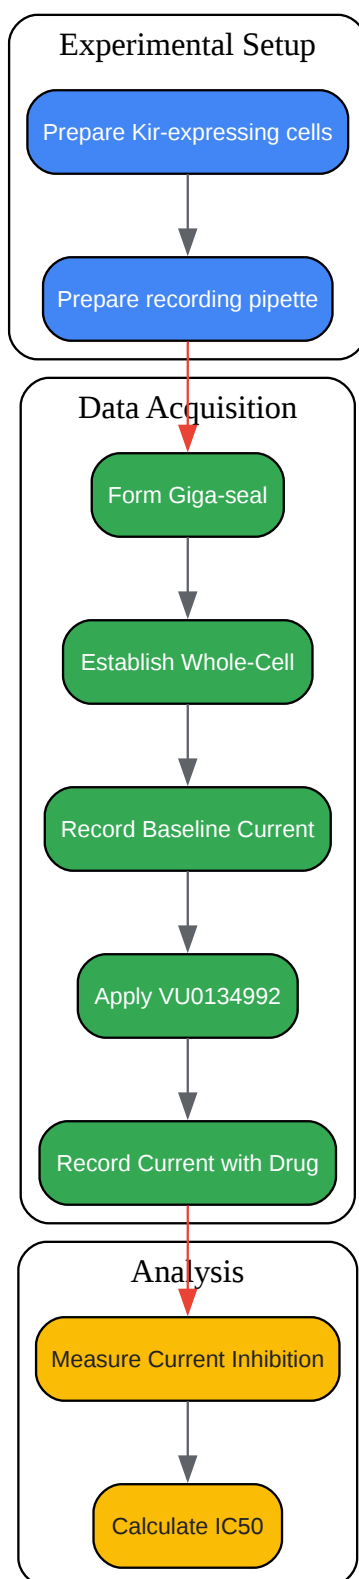 Experimental Setup
Prepare Kir-expressing cells
Prepare recording pipette
Data Acquisition
Form Giga-seal
Establish Whole-Cell
Record Baseline Current
Apply VU0134992
Record Current with Drug
Analysis
Measure Current Inhibition
Calculate IC50